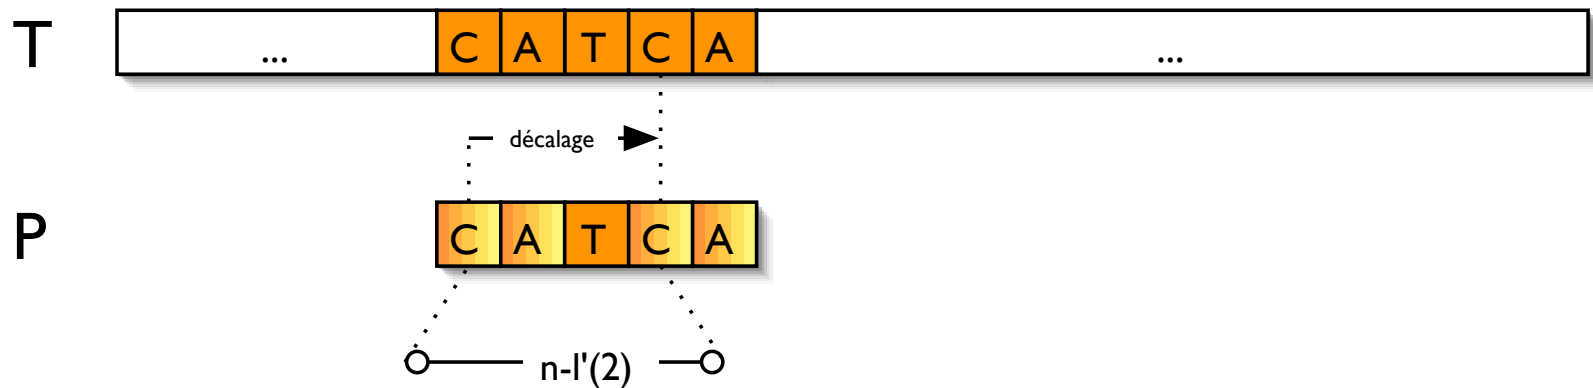 T ... C A T C A ...
décalage
P C A T C A
n-l'(2)